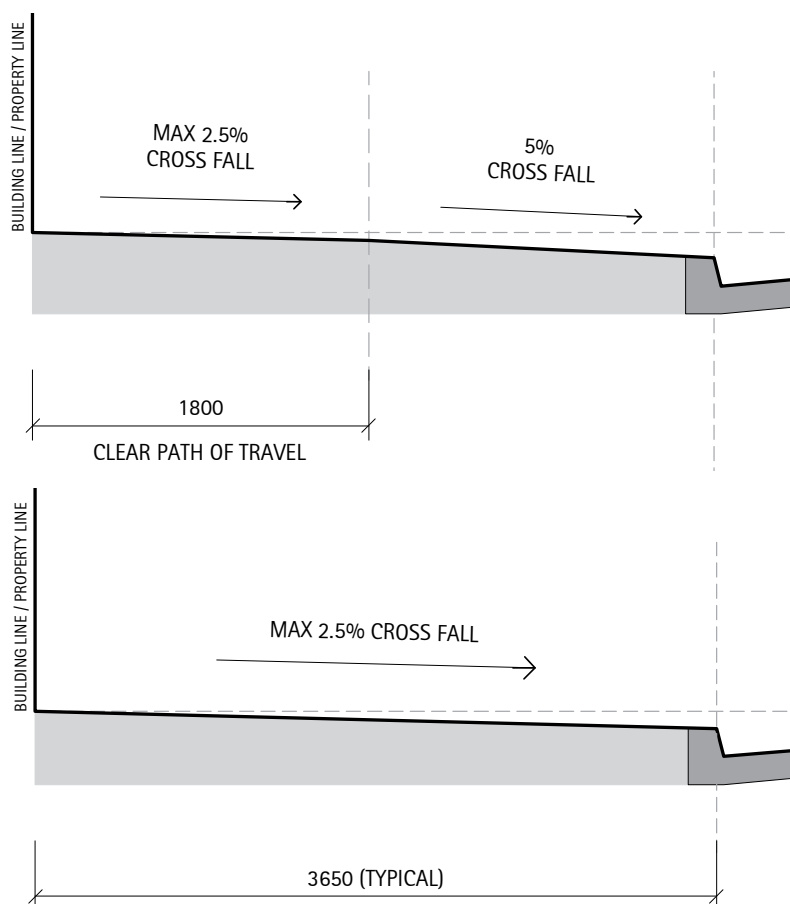 BUILDING LINE / PROPERTY LINE
MAX 2.5%
CROSS FALL
5%
CROSS FALL
1800
CLEAR PATH OF TRAVEL
BUILDING LINE / PROPERTY LINE
MAX 2.5% CROSS FALL
3650 (TYPICAL)